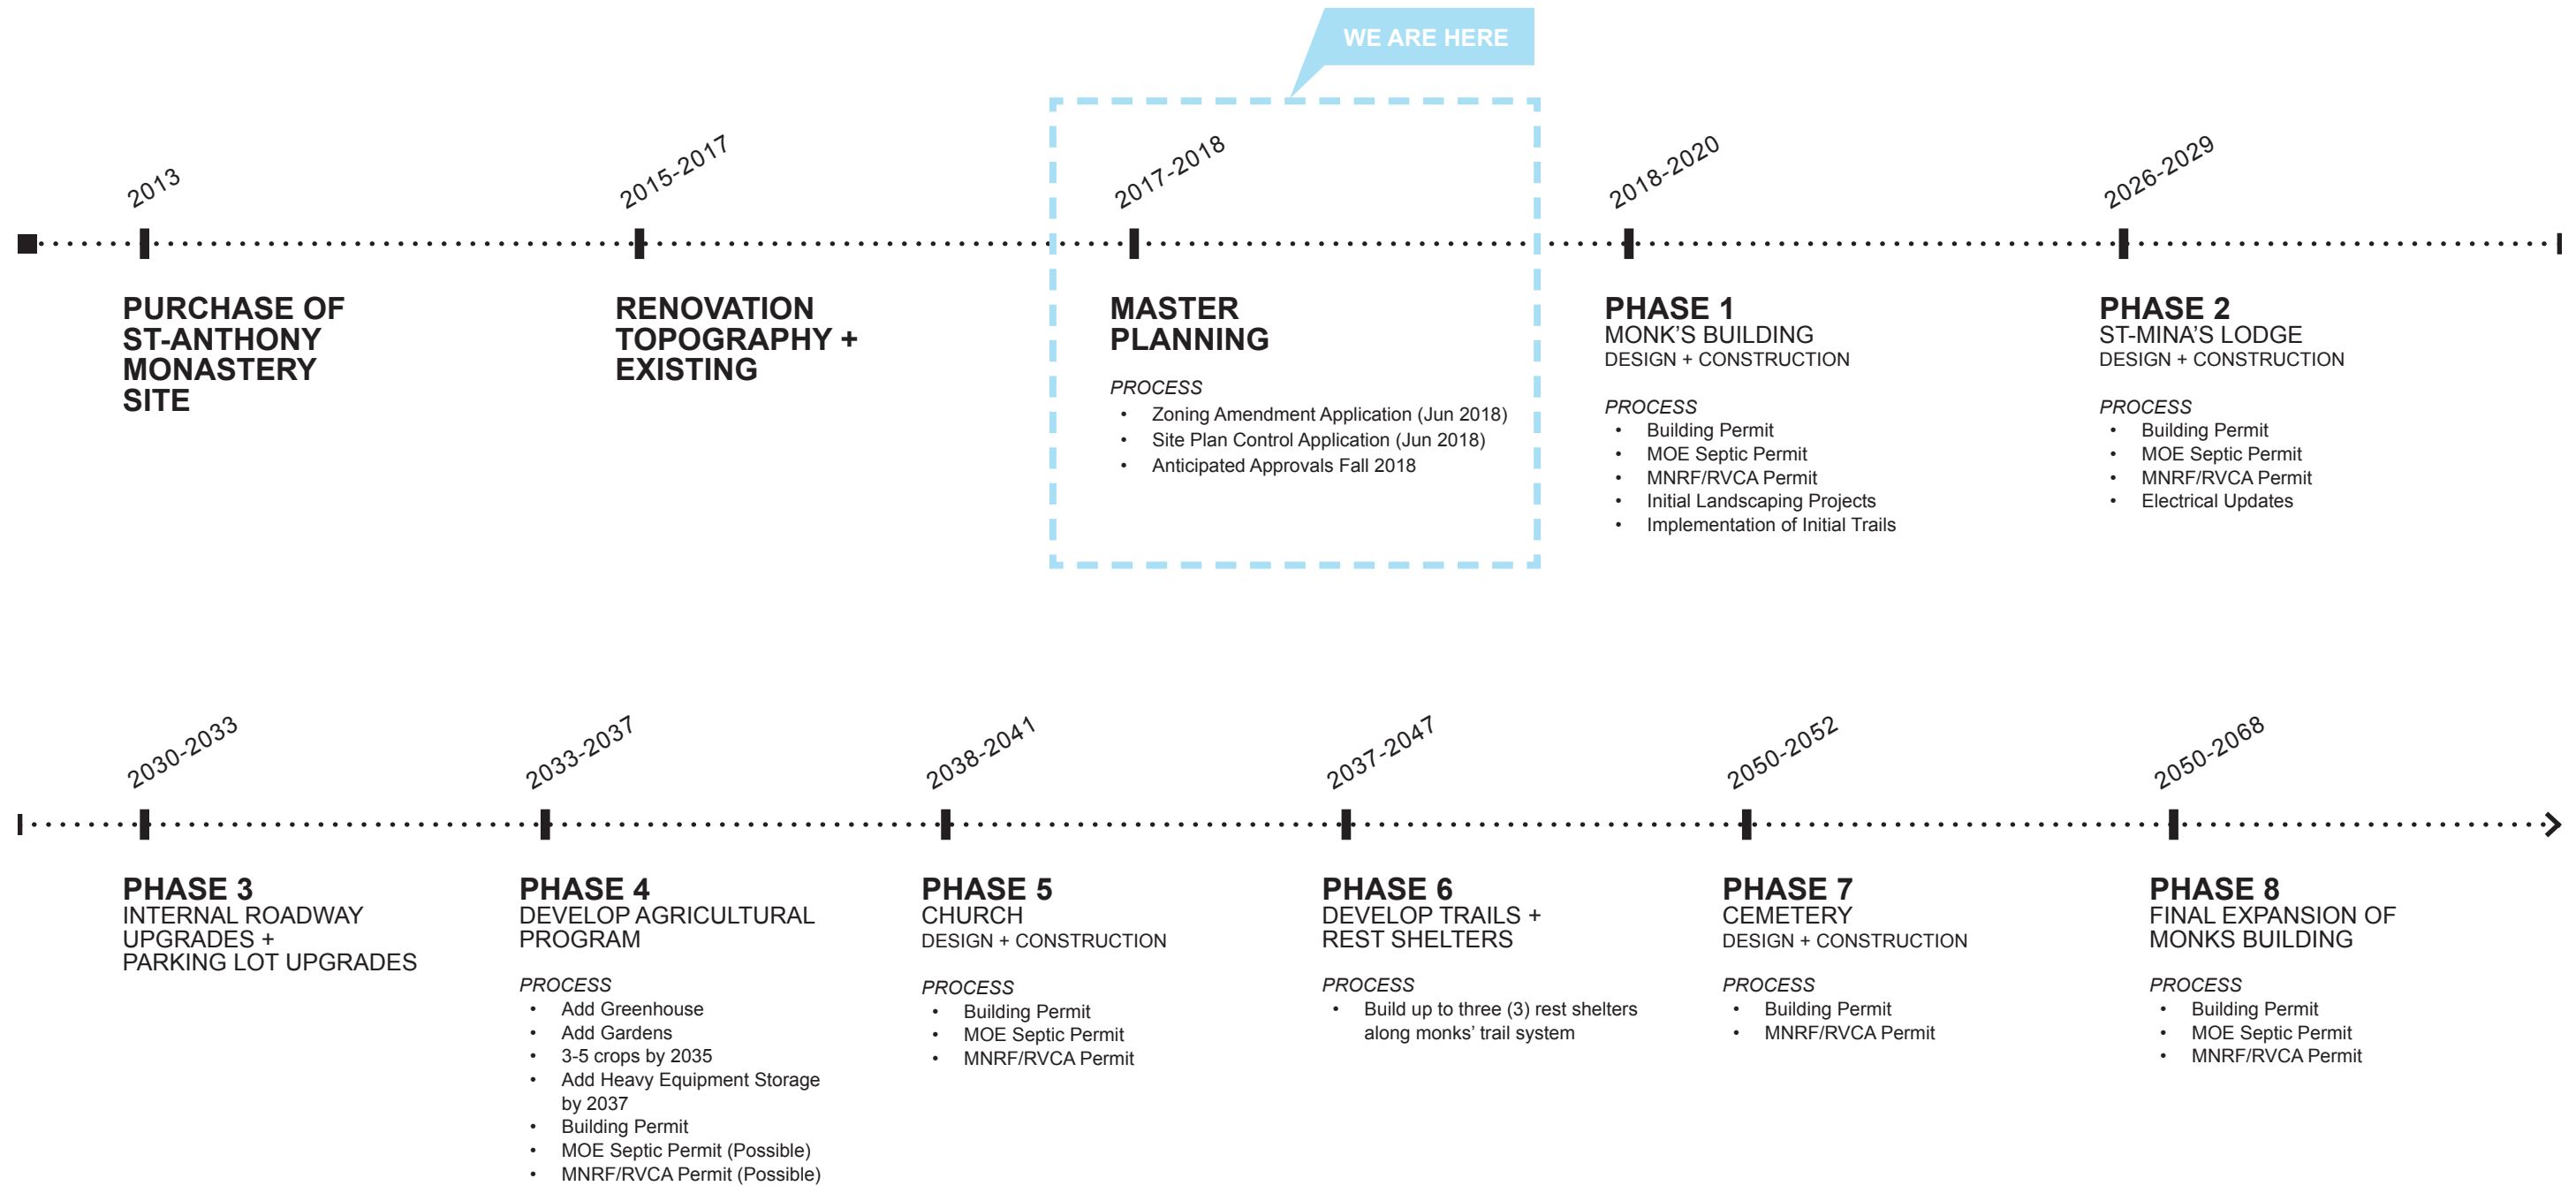 WE ARE HERE
2013
2015-2017
2017-2018
2018-2020
2026-2029
PURCHASE OF
ST-ANTHONY
MONASTERY
SITE
RENOVATION
TOPOGRAPHY +
EXISTING
MASTER
PLANNING
PROCESS
• Zoning Amendment Application (Jun 2018)
• Site Plan Control Application (Jun 2018)
• Anticipated Approvals Fall 2018
PHASE 1
MONK'S BUILDING
DESIGN + CONSTRUCTION
PROCESS
• Building Permit
• MOE Septic Permit
• MNRF/RVCA Permit
• Initial Landscaping Projects
• Implementation of Initial Trails
PHASE 2
ST-MINA'S LODGE
DESIGN + CONSTRUCTION
PROCESS
• Building Permit
• MOE Septic Permit
• MNRF/RVCA Permit
• Electrical Updates
2030-2033
2033-2037
2038-2041
2037-2047
2050-2052
2050-2068
PHASE 3
INTERNAL ROADWAY
UPGRADES +
PARKING LOT UPGRADES
PHASE 4
DEVELOP AGRICULTURAL
PROGRAM
PROCESS
• Add Greenhouse
• Add Gardens
• 3-5 crops by 2035
• Add Heavy Equipment Storage
by 2037
• Building Permit
• MOE Septic Permit (Possible)
• MNRF/RVCA Permit (Possible)
PHASE 5
CHURCH
DESIGN + CONSTRUCTION
PROCESS
• Building Permit
• MOE Septic Permit
• MNRF/RVCA Permit
PHASE 6
DEVELOP TRAILS +
REST SHELTERS
PROCESS
• Build up to three (3) rest shelters
along monks' trail system
PHASE 7
CEMETERY
DESIGN + CONSTRUCTION
PROCESS
• Building Permit
• MNRF/RVCA Permit
PHASE 8
FINAL EXPANSION OF
MONKS BUILDING
PROCESS
• Building Permit
• MOE Septic Permit
• MNRF/RVCA Permit